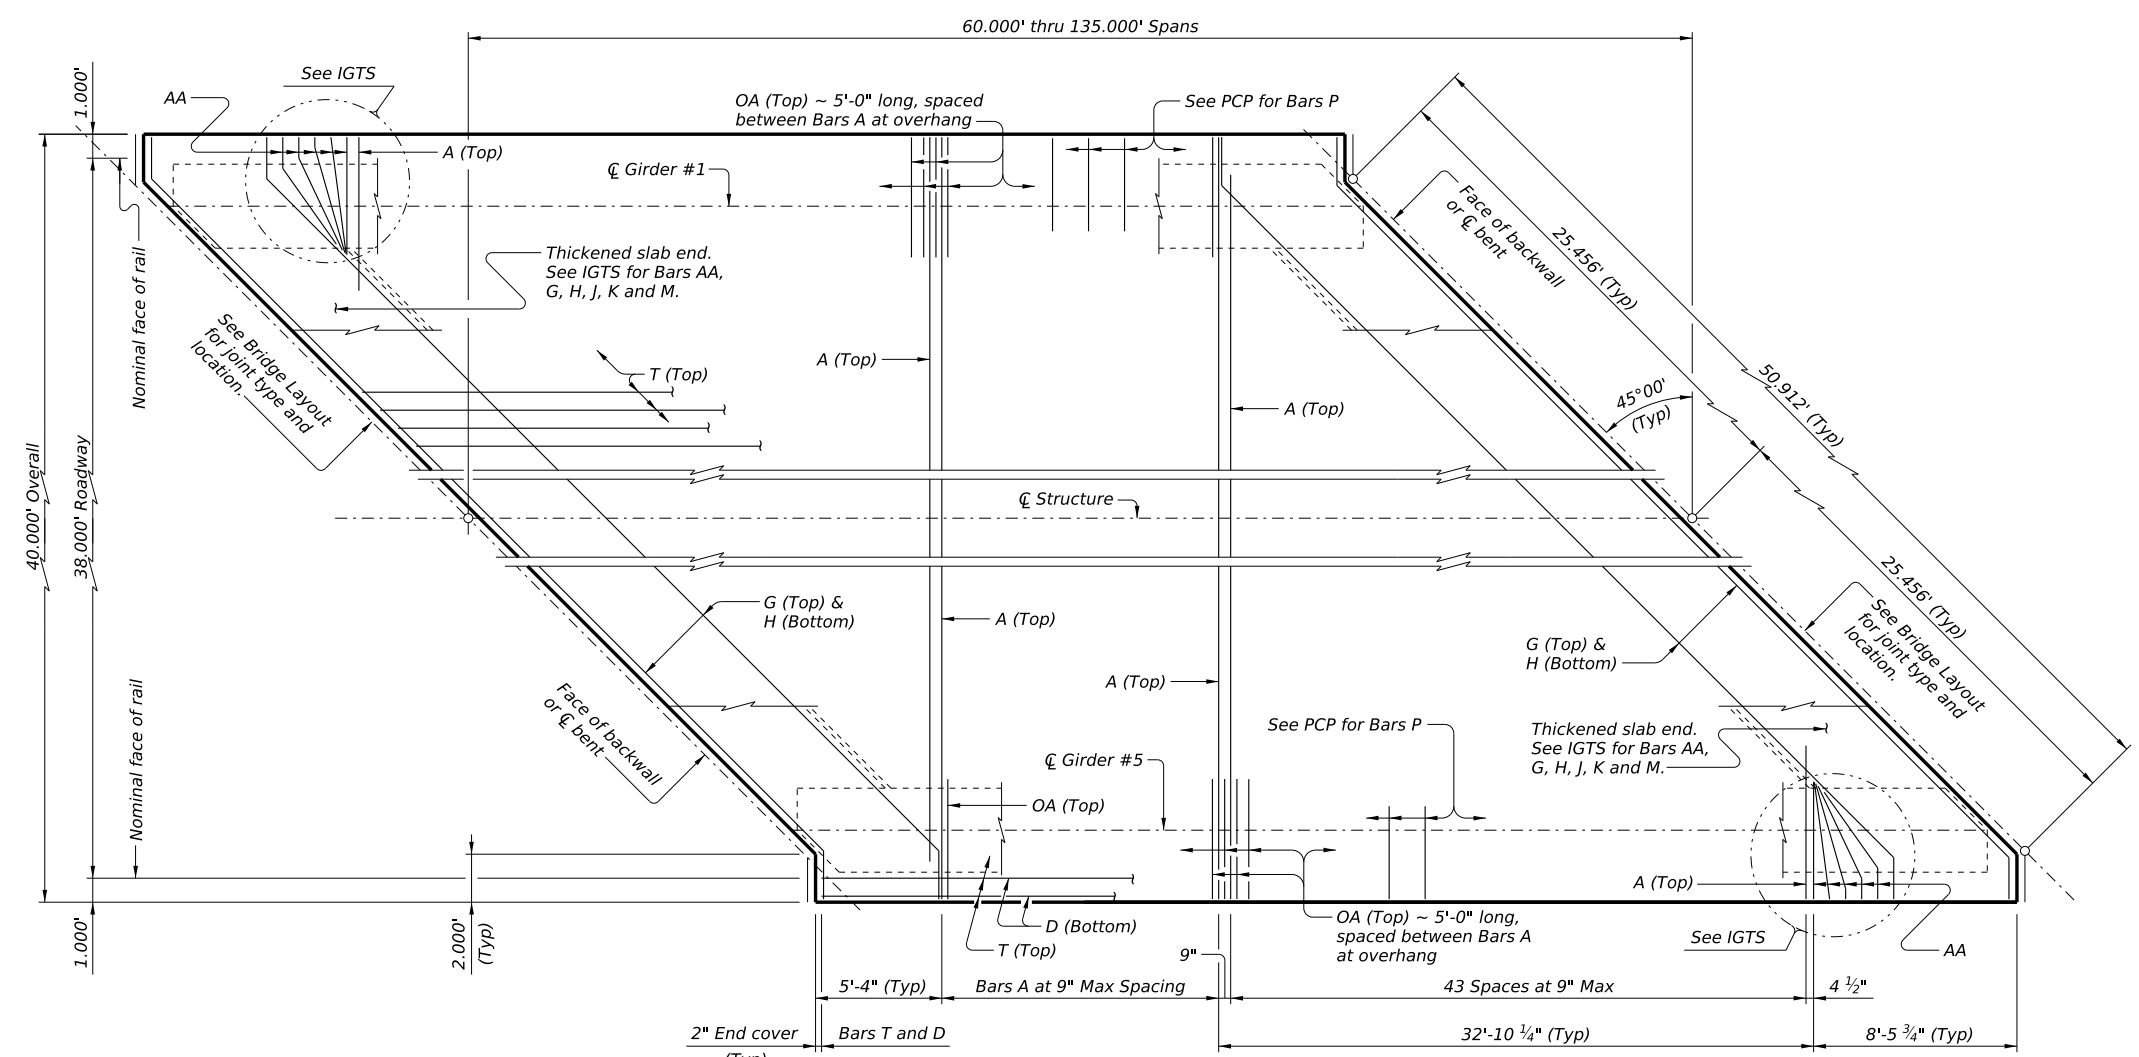 60.000' thru 135.000' Spans
1.000'
AA
See IGTS
A (Top)
OA (Top) ~ 5'-0" long, spaced
between Bars A at overhang
See PCP for Bars P
℄ Girder #1
Nominal face of rail
Thickened slab end.
See IGTS for Bars AA,
G, H, J, K and M.
Face of backwall
or ℄ bent
25.456' (Typ)
50.912' (Typ)
45°00'
(Typ)
See Bridge Layout
for joint type and
location.
T (Top)
A (Top)
A (Top)
40.000' Overall
38.000' Roadway
℄ Structure
25.456' (Typ)
G (Top) &
H (Bottom)
A (Top)
G (Top) &
H (Bottom)
See Bridge Layout
for joint type and
location.
Nominal face of rail
Face of backwall
or ℄ bent
A (Top)
See PCP for Bars P
Thickened slab end.
See IGTS for Bars AA,
G, H, J, K and M.
℄ Girder #5
OA (Top)
A (Top)
1.000'
2.000'
(Typ)
D (Bottom)
T (Top)
OA (Top) ~ 5'-0" long,
spaced between Bars A
at overhang
See IGTS
AA
9"
5'-4" (Typ)
Bars A at 9" Max Spacing
43 Spaces at 9" Max
4 ½"
2" End cover
(Typ)
Bars T and D
32'-10 ¼" (Typ)
8'-5 ¾" (Typ)